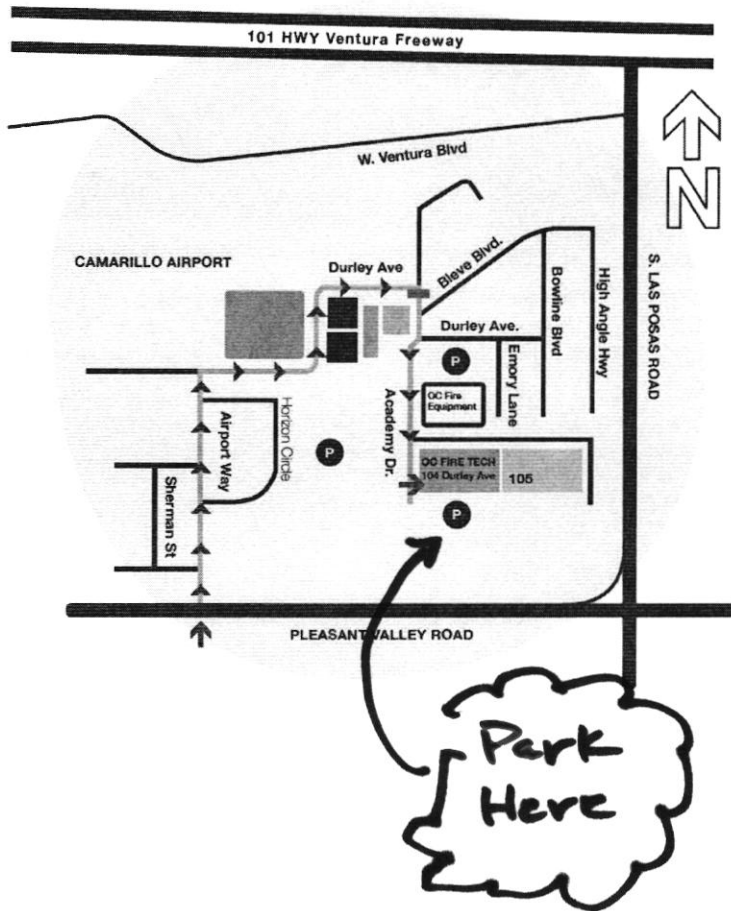 101 HWY Ventura Freeway
W. Ventura Blvd
N
CAMARILLO AIRPORT
Durley Ave
Bleve Blvd.
Bowline Blvd
High Angle Hwy
S. LAS POSAS ROAD
Durley Ave.
P
Emory Lane
OC Fire
Equipment
Academy Dr.
Airport Way
Horizon Circle
P
Sherman St
OC FIRE TECH
104 Durley Ave
105
P
PLEASANT VALLEY ROAD
Park
Here